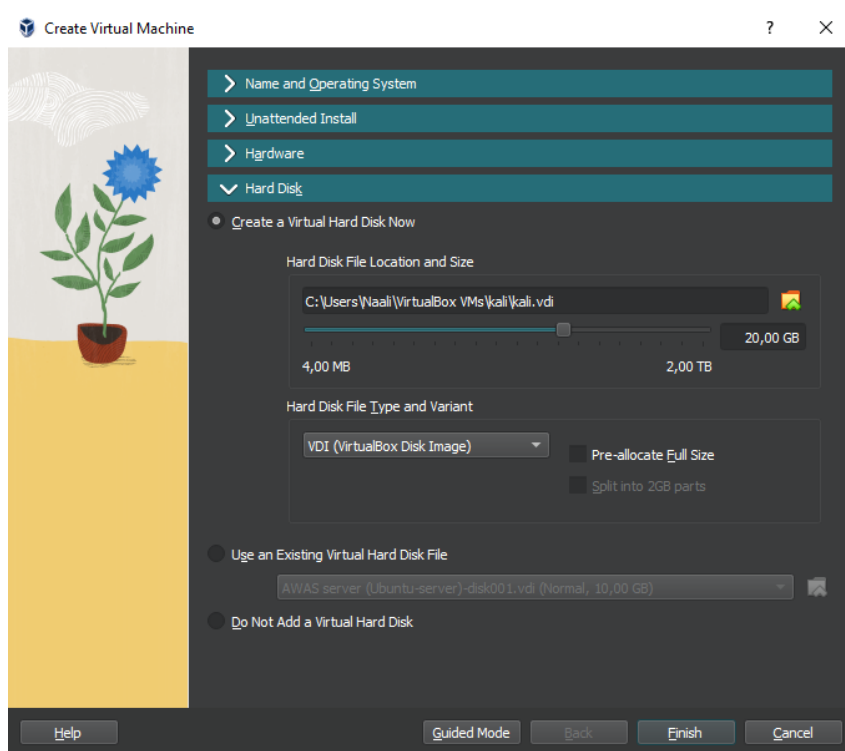 Create Virtual Machine ?
Name and Operating System
Unattended Install
Hardware
Hard Disk
Create a Virtual Hard Disk Now
Hard Disk File Location and Size
C:\Users\Naali\VirtualBox VMs\kali\kali.vdi
20,00 GB
4,00 MB 2,00 TB
Hard Disk File Type and Variant
VDI (VirtualBox Disk Image)
Pre-allocate Full Size
Split into 2GB parts
Use an Existing Virtual Hard Disk File
AWAS server (Ubuntu-server)-disk001.vdi (Normal, 10,00 GB)
Do Not Add a Virtual Hard Disk
Help Guided Mode Back Finish Cancel